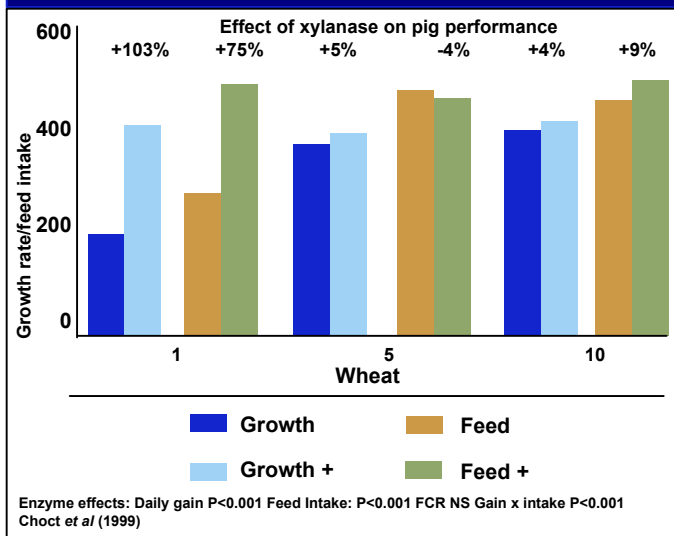 Effect of xylanase on pig performance
+103% +75% +5% -4% +4% +9%
600
400
200
0
Growth rate/feed intake
1 5 10
Wheat
Growth Feed
Growth + Feed +
Enzyme effects: Daily gain P<0.001 Feed Intake: P<0.001 FCR NS Gain x intake P<0.001
Choct et al (1999)